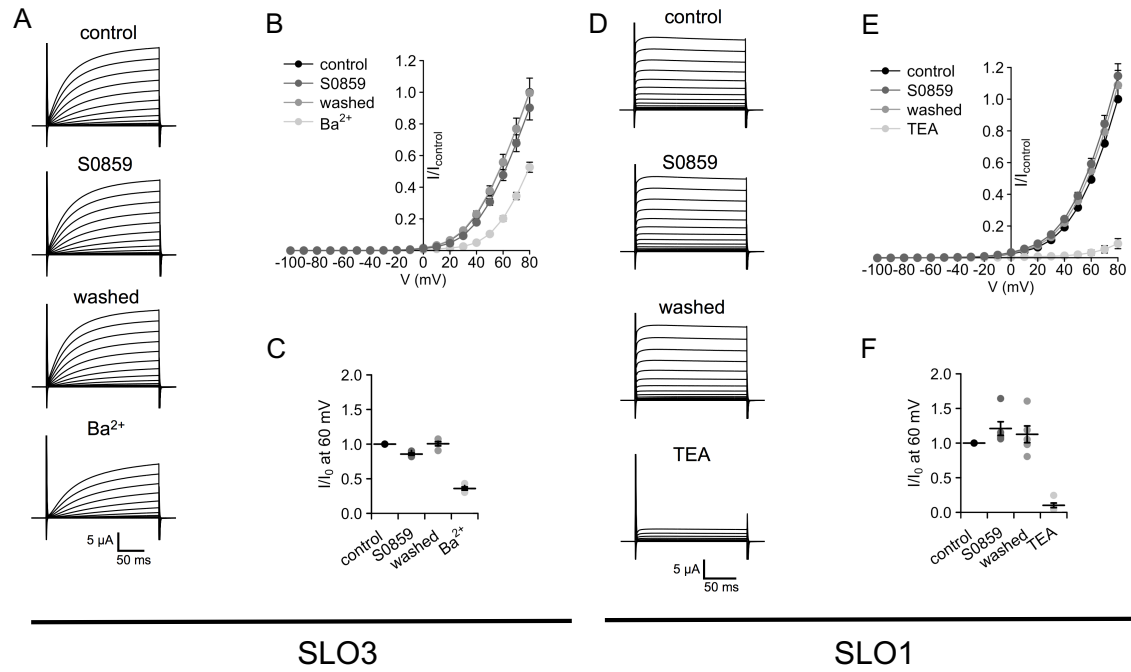 A
control
S0859
washed
Ba2+
5 µA
50 ms
B
control
S0859
washed
Ba2+
1.2
1.0
0.8
0.6
0.4
0.2
I/Icontrol
-100-80 -60 -40 -20 0 20 40 60 80
V (mV)
C
2.0
1.5
1.0
0.5
0.0
I/I0 at 60 mV
control
S0859
washed
Ba2+
SLO3
D
control
S0859
washed
TEA
5 µA
50 ms
E
control
S0859
washed
TEA
1.2
1.0
0.8
0.6
0.4
0.2
I/Icontrol
-100-80 -60 -40 -20 0 20 40 60 80
V (mV)
F
2.0
1.5
1.0
0.5
0.0
I/I0 at 60 mV
control
S0859
washed
TEA
SLO1